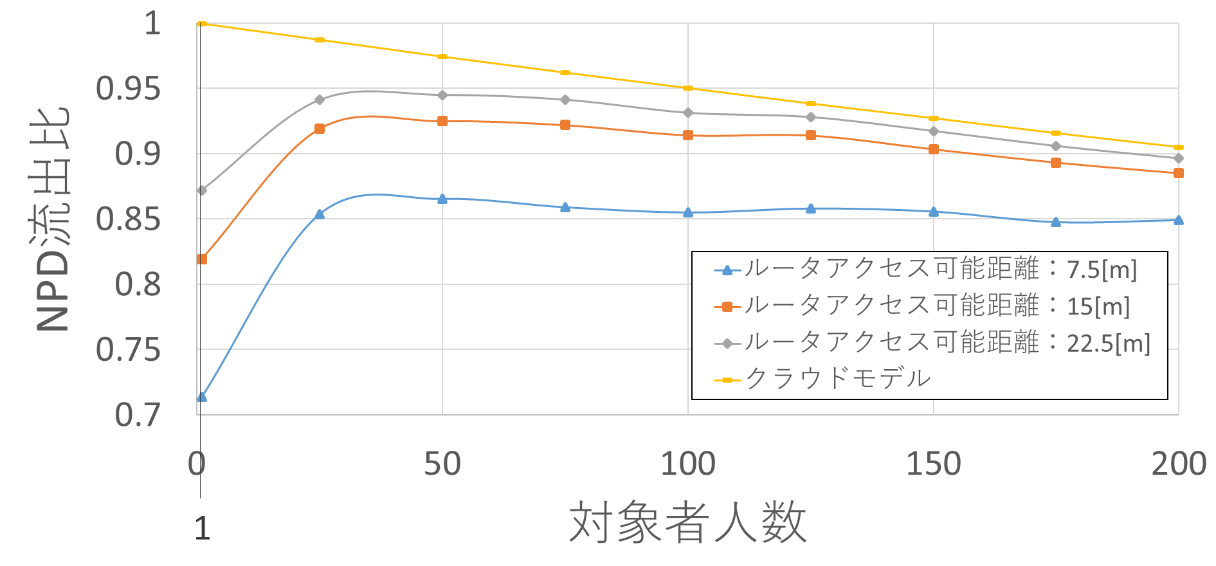 1
0.95
0.9
0.85
0.8
0.75
0.7
NPD流出比
ルータアクセス可能距離：7.5[m]
ルータアクセス可能距離：15[m]
ルータアクセス可能距離：22.5[m]
クラウドモデル
0 50 100 150 200
1
対象者人数